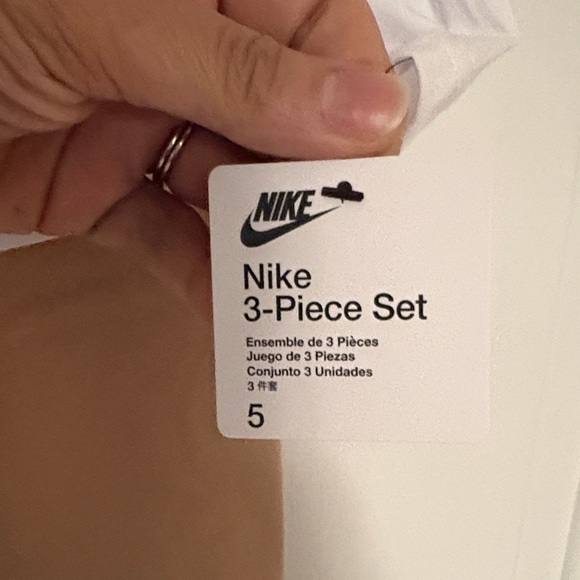 NIKE
Nike
3-Piece Set
Ensemble de 3 Pièces
Juego de 3 Piezas
Conjunto 3 Unidades
3 件套
5